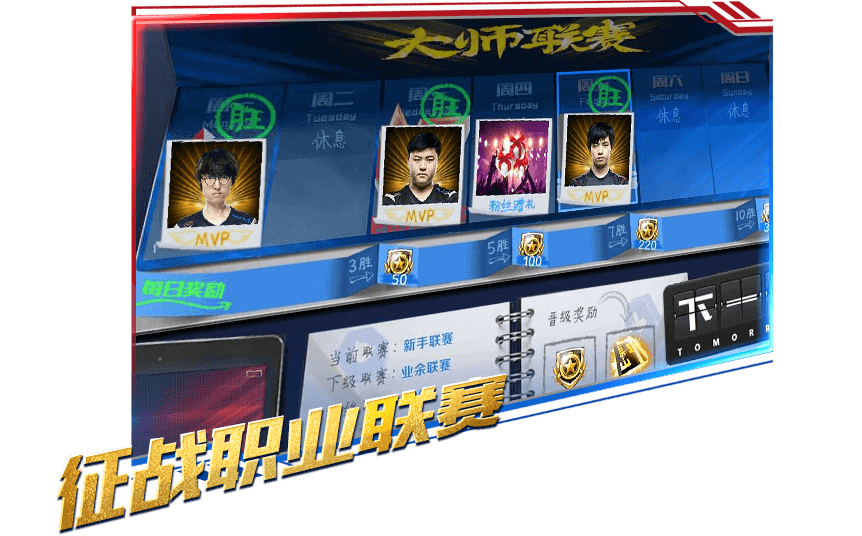 大师联赛
胜
周二
Tuesday
休息
胜
周四
Thursday
胜
周六
Saturday
休息
周日
Sunday
休息
MVP
MVP
粉丝赠礼
MVP
每日奖励
3胜
50
5胜
100
7胜
220
10胜
当前联赛：新手联赛
下级联赛：业余联赛
晋级奖励
下一
TOMORR
征战职业联赛